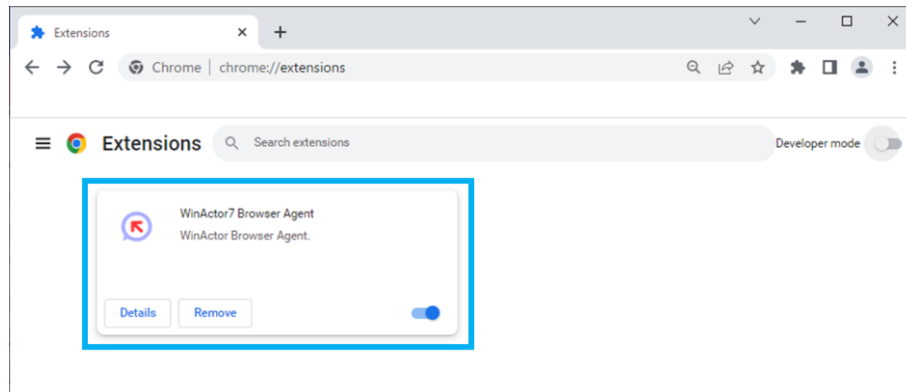 Extensions
Chrome | chrome://extensions
Extensions
Search extensions
Developer mode
WinActor7 Browser Agent
WinActor Browser Agent.
Details
Remove